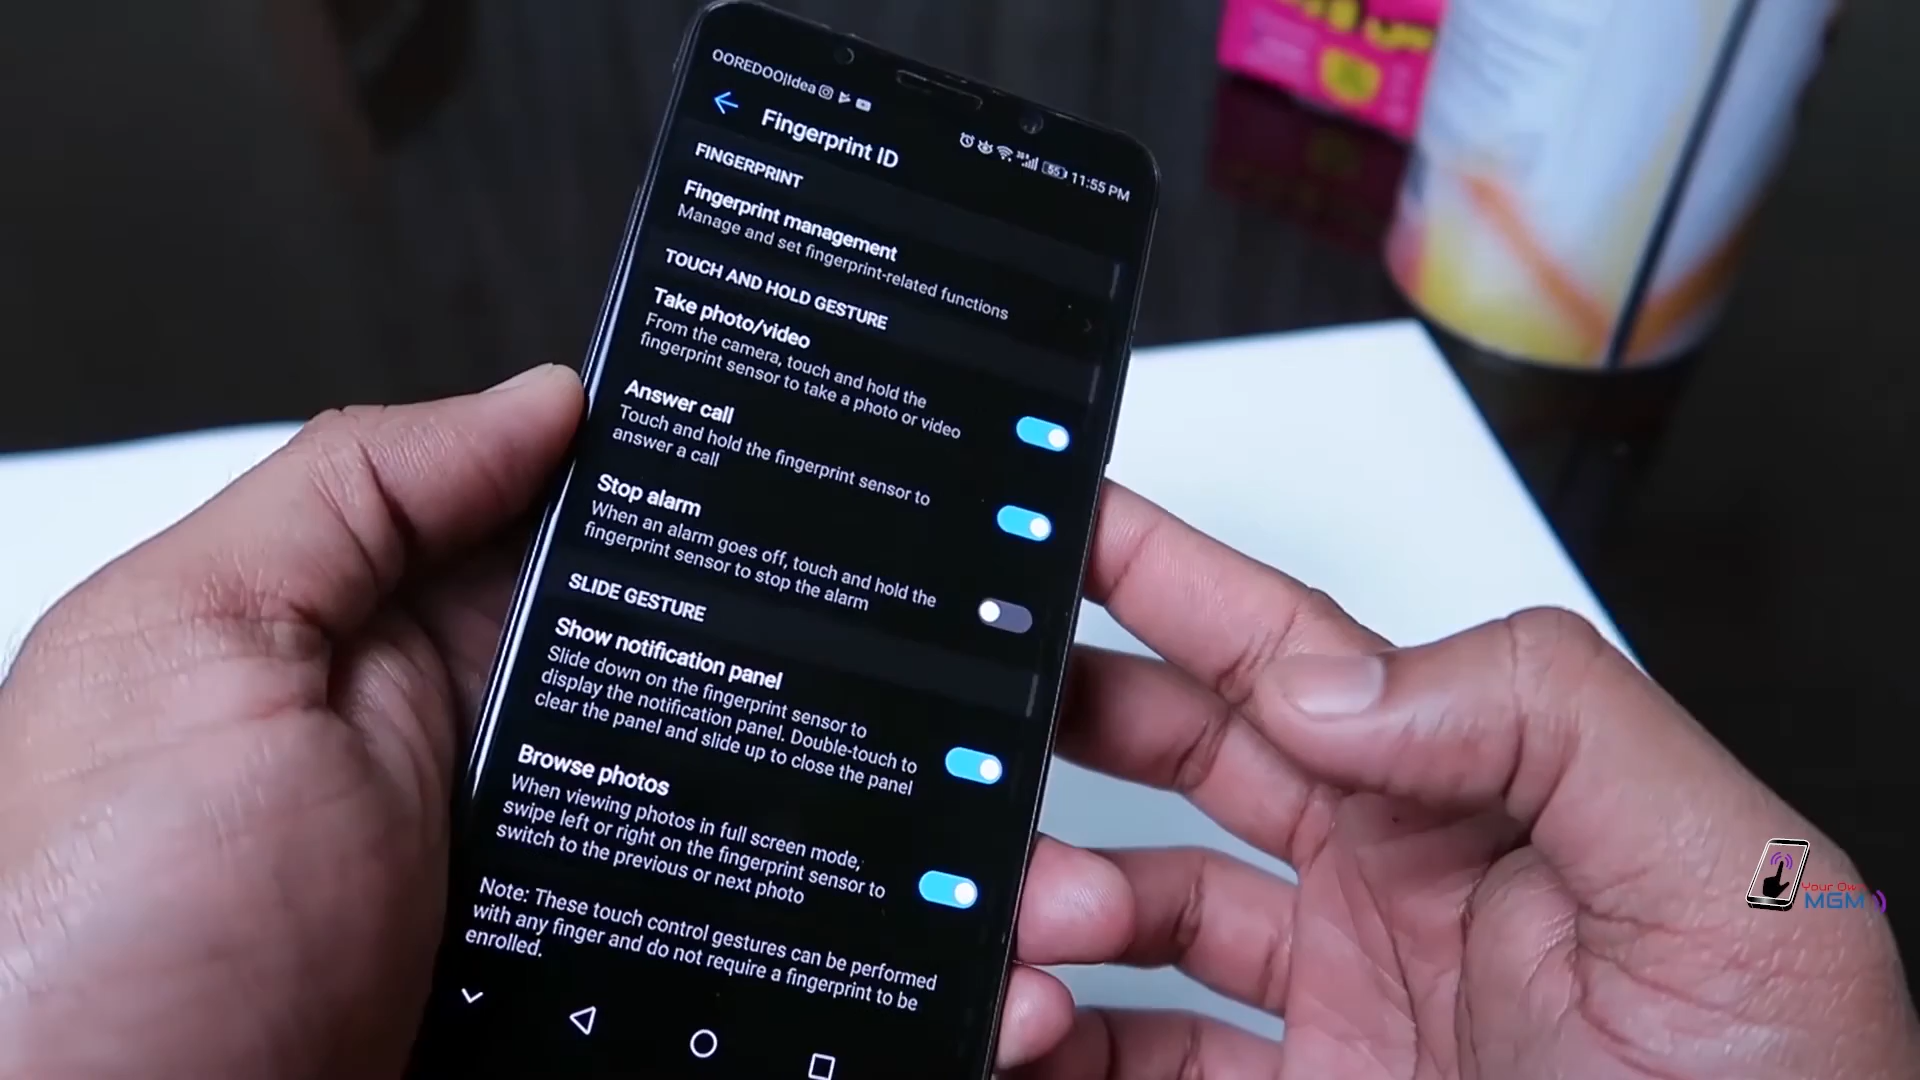 OOREDOO|Idea
55 11:55 PM
Fingerprint ID
FINGERPRINT
Fingerprint management
Manage and set fingerprint-related functions
TOUCH AND HOLD GESTURE
Take photo/video
From the camera, touch and hold the
fingerprint sensor to take a photo or video
Answer call
Touch and hold the fingerprint sensor to
answer a call
Stop alarm
When an alarm goes off, touch and hold the
fingerprint sensor to stop the alarm
SLIDE GESTURE
Show notification panel
Slide down on the fingerprint sensor to
display the notification panel. Double-touch to
clear the panel and slide up to close the panel
Browse photos
When viewing photos in full screen mode,
swipe left or right on the fingerprint sensor to
switch to the previous or next photo
Note: These touch control gestures can be performed
with any finger and do not require a fingerprint to be
enrolled.
Your Own
MGM